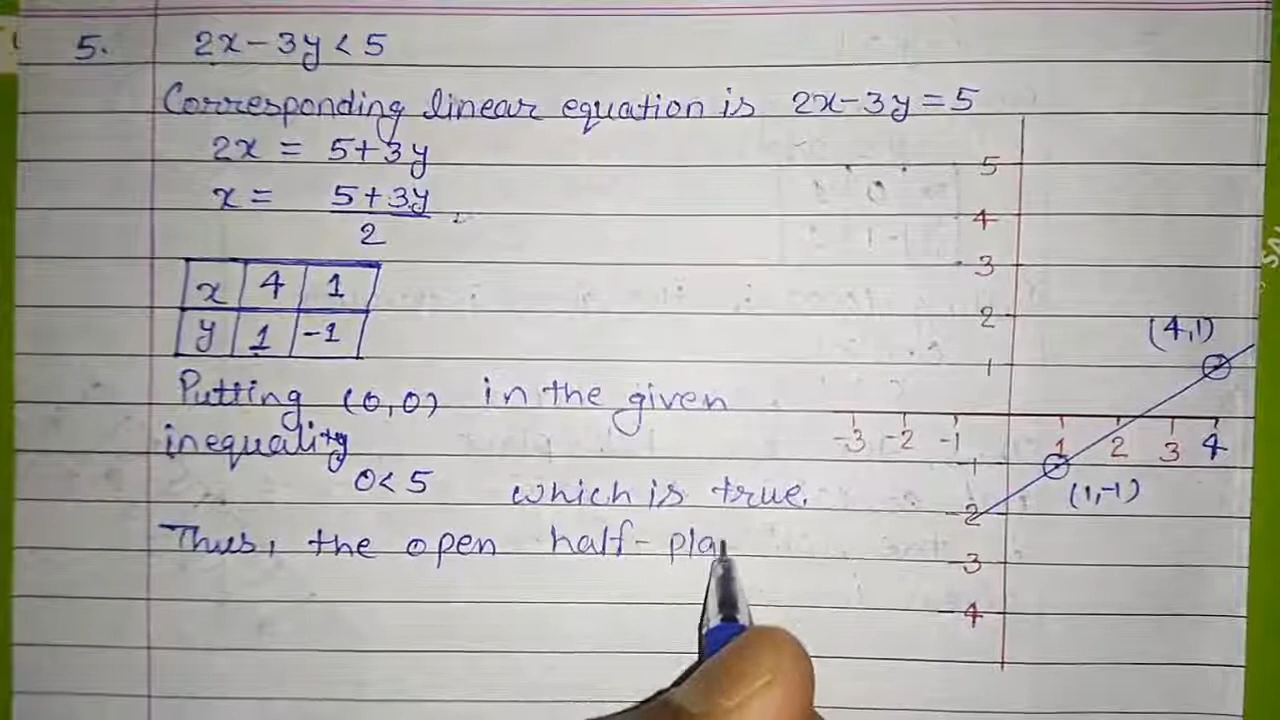 5. 2x-3y<5
Corresponding linear equation is 2x-3y=5
2x = 5+3y
x = 5+3y
2
x 4 1
y 1 -1
Putting (0,0) in the given
inequality
0<5 which is true.
Thus, the open half-pla
5
4
3
2
1
(4,1)
-3 -2 -1 1 2 3 4
-1
(1,-1)
-2
-3
-4